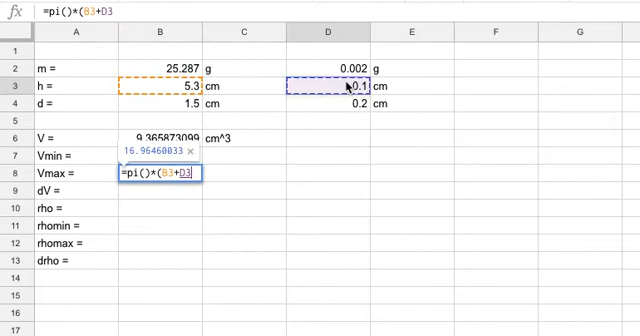 fx =pi()*(B3+D3
A B C D E F G
1
2 m = 25.287 g 0.002 g
3 h = 5.3 cm 0.1 cm
4 d = 1.5 cm 0.2 cm
5
6 V = 9.365873099 cm^3
7 Vmin = 16.96460033 ×
8 Vmax = =pi()*(B3+D3
9 dV =
10 rho =
11 rhomin =
12 rhomax =
13 drho =
14
15
16
17